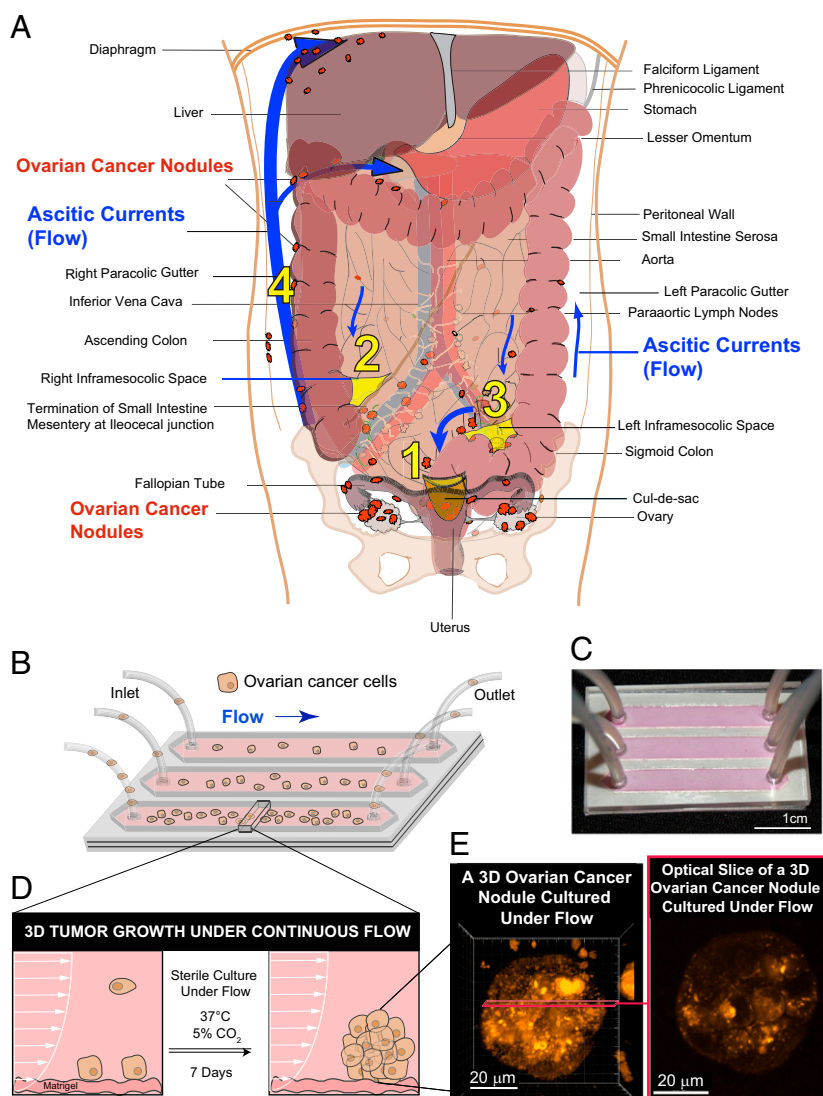 A
Diaphragm
Liver
Ovarian Cancer Nodules
Ascitic Currents
(Flow)
Right Paracolic Gutter
Inferior Vena Cava
Ascending Colon
Right Inframesocolic Space
Termination of Small Intestine
Mesentery at Ileocecal junction
Fallopian Tube
Ovarian Cancer
Nodules
Falciform Ligament
Phrenicocolic Ligament
Stomach
Lesser Omentum
Peritoneal Wall
Small Intestine Serosa
Aorta
Left Paracolic Gutter
Paraaortic Lymph Nodes
Ascitic Currents
(Flow)
Left Inframesocolic Space
Sigmoid Colon
Cul-de-sac
Ovary
Uterus
4
2
3
1
B
Inlet
Ovarian cancer cells
Flow
Outlet
C
1cm
D
3D TUMOR GROWTH UNDER CONTINUOUS FLOW
Sterile Culture
Under Flow
37°C
5% CO2
7 Days
Matrigel
E
A 3D Ovarian Cancer
Nodule Cultured
Under Flow
20 μm
Optical Slice of a 3D
Ovarian Cancer Nodule
Cultured Under Flow
20 μm